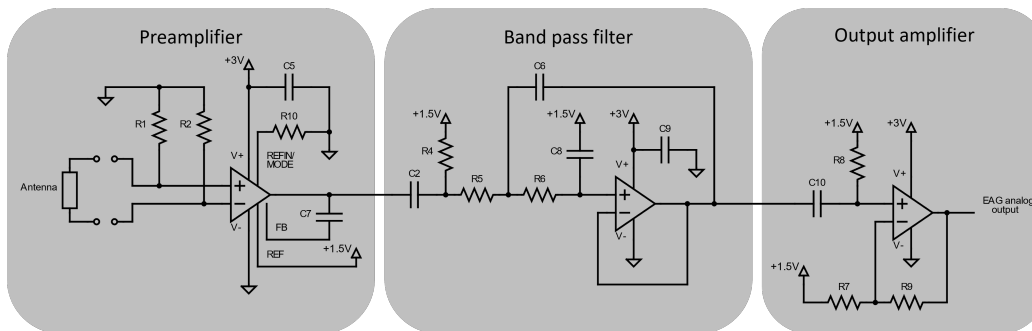 Preamplifier
Band pass filter
Output amplifier
+3V
C5
R1
R2
R10
V+
REFIN/
MODE
Antenna
C7
V-
FB
REF
+1.5V
C6
+1.5V
+1.5V
+3V
R4
C8
C9
V+
C2
R5
R6
V-
+1.5V
+3V
R8
V+
C10
EAG analog
output
V-
+1.5V
R7
R9